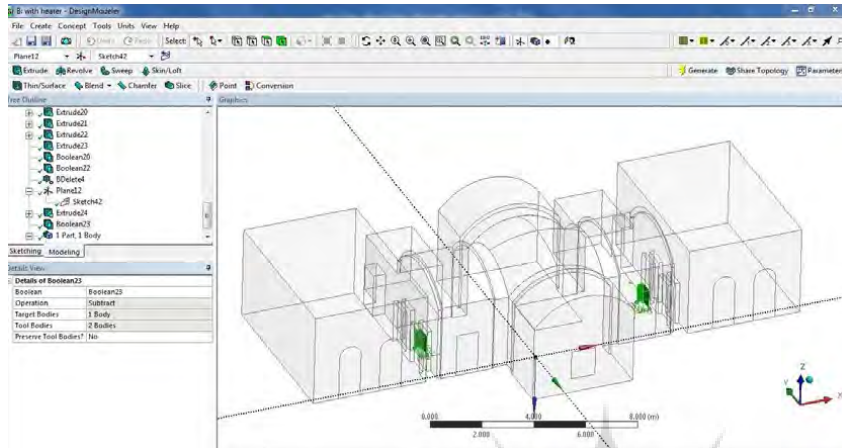 B: with heater - DesignModeler
File Create Concept Tools Units View Help
Undo Redo Select:
Plane12 Sketch42
Extrude Revolve Sweep Skin/Loft Generate Share Topology Parameter
Thin/Surface Blend Chamfer Slice Point Conversion
Tree Outline Graphics
Extrude20
Extrude21
Extrude22
Extrude23
Boolean20
Boolean22
BDelete4
Plane12
Sketch42
Extrude24
Boolean23
1 Part, 1 Body
Sketching Modeling
Details View
Details of Boolean23
Boolean Boolean23
Operation Subtract
Target Bodies 1 Body
Tool Bodies 2 Bodies
Preserve Tool Bodies? No
0.000 4.000 8.000 (m)
2.000 6.000
Z
Y
X